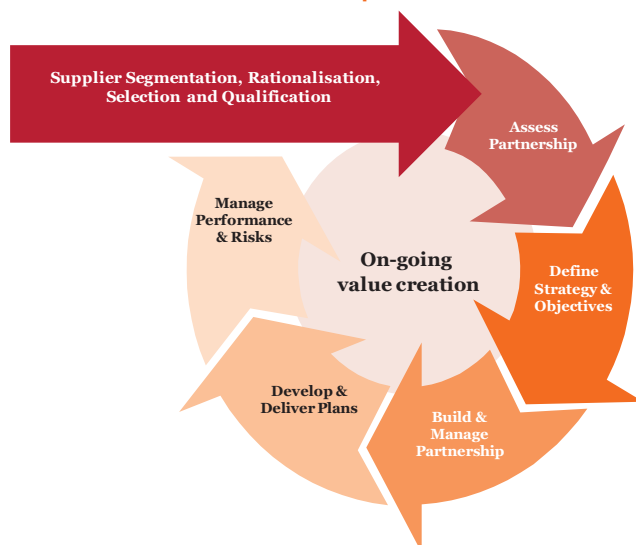 Supplier Segmentation, Rationalisation,
Selection and Qualification
Assess
Partnership
Define
Strategy &
Objectives
Build &
Manage
Partnership
Develop &
Deliver Plans
Manage
Performance
& Risks
On-going
value creation